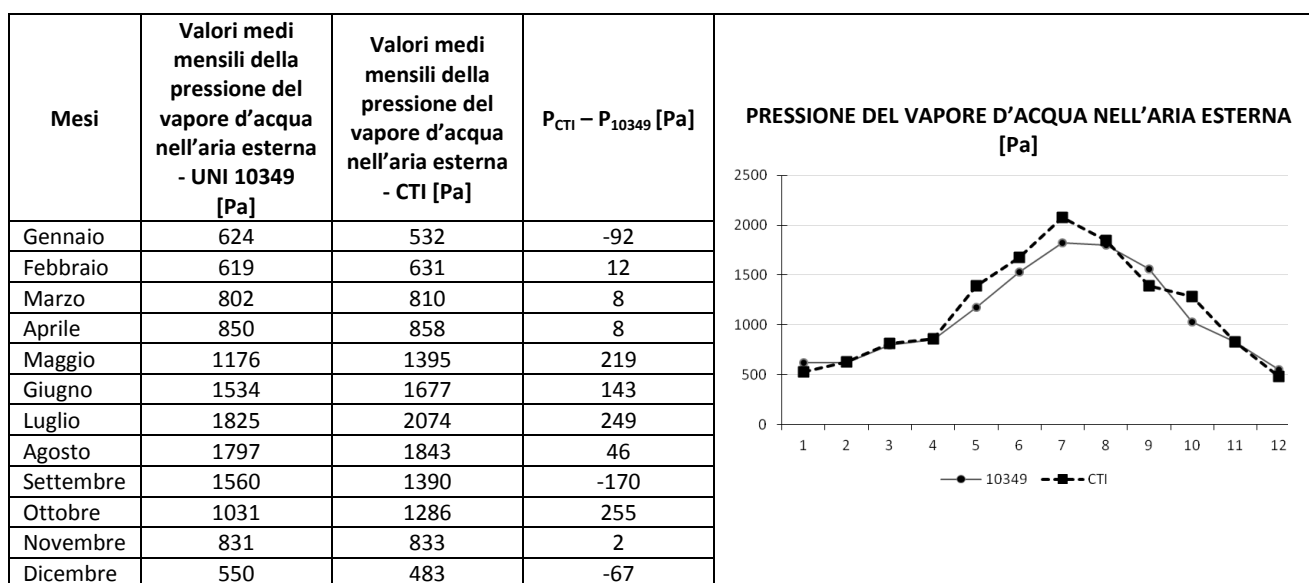 Mesi
Valori medi
mensili della
pressione del
vapore d'acqua
nell'aria esterna
- UNI 10349
[Pa]
Valori medi
mensili della
pressione del
vapore d'acqua
nell'aria esterna
- CTI [Pa]
PCTI – P10349 [Pa]
Gennaio 624 532 -92
Febbraio 619 631 12
Marzo 802 810 8
Aprile 850 858 8
Maggio 1176 1395 219
Giugno 1534 1677 143
Luglio 1825 2074 249
Agosto 1797 1843 46
Settembre 1560 1390 -170
Ottobre 1031 1286 255
Novembre 831 833 2
Dicembre 550 483 -67
PRESSIONE DEL VAPORE D'ACQUA NELL'ARIA ESTERNA
[Pa]
2500
2000
1500
1000
500
0
1 2 3 4 5 6 7 8 9 10 11 12
10349 CTI